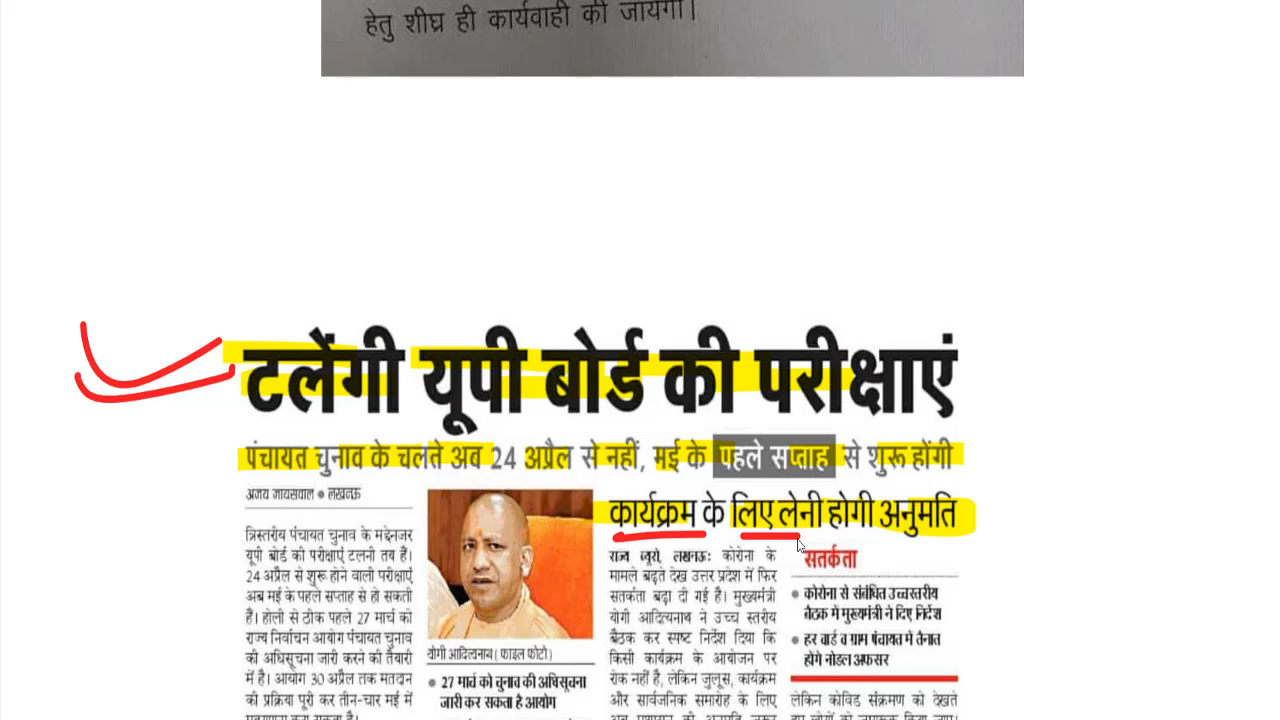 हेतु शीघ्र ही कार्यवाही की जायेगी।
टलेंगी यूपी बोर्ड की परीक्षाएं
पंचायत चुनाव के चलते अब 24 अप्रैल से नहीं, मई के पहले सप्ताह से शुरू होंगी
अजय जायसवाल ● लखनऊ
त्रिस्तरीय पंचायत चुनाव के मद्देनजर
यूपी बोर्ड की परीक्षाएं टलनी तय हैं।
24 अप्रैल से शुरू होने वाली परीक्षाएं
अब मई के पहले सप्ताह से हो सकती
हैं। होली से ठीक पहले 27 मार्च को
राज्य निर्वाचन आयोग पंचायत चुनाव
की अधिसूचना जारी करने की तैयारी
में है। आयोग 30 अप्रैल तक मतदान
की प्रक्रिया पूरी कर तीन-चार मई में
योगी आदित्यनाथ ( फाइल फोटो )
● 27 मार्च को चुनाव की अधिसूचना
जारी कर सकता है आयोग
कार्यक्रम के लिए लेनी होगी अनुमति
राज्य ब्यूरो, लखनऊ: कोरोना के
मामले बढ़ते देख उत्तर प्रदेश में फिर
सतर्कता बढ़ा दी गई है। मुख्यमंत्री
योगी आदित्यनाथ ने उच्च स्तरीय
बैठक कर स्पष्ट निर्देश दिया कि
किसी कार्यक्रम के आयोजन पर
रोक नहीं है, लेकिन जुलूस, कार्यक्रम
और सार्वजनिक समारोह के लिए
सतर्कता
● कोरोना से संबंधित उच्चस्तरीय
बैठक में मुख्यमंत्री ने दिए निर्देश
● हर वार्ड व ग्राम पंचायत में तैनात
होंगे नोडल अफसर
लेकिन कोविड संक्रमण को देखते